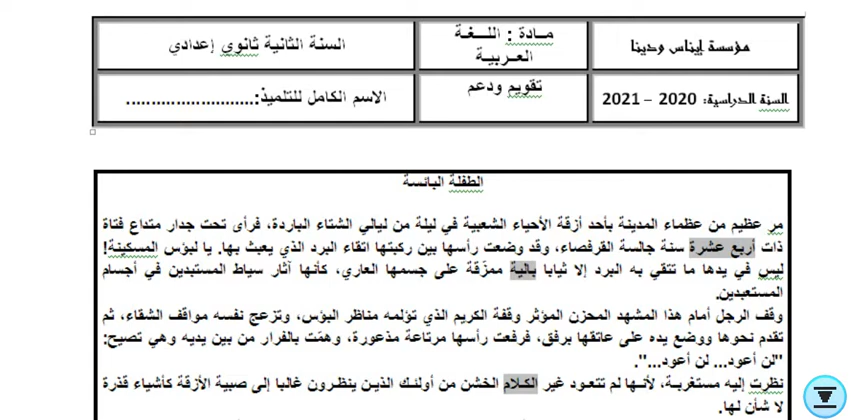 مؤسسة إيناس ودينا
مــادة : اللــغــة العــربيــة
السنة الثانية ثانوي إعدادي
السنة الدراسية: 2020 – 2021
تقويم ودعم
الاسم الكامل للتلميذ:..............................
الطفلة البائسة
مر عظيم من عظماء المدينة بأحد أزقة الأحياء الشعبية في ليلة من ليالي الشتاء الباردة، فرأى تحت جدار متداع فتاة
ذات أربع عشرة سنة جالسة القرفصاء، وقد وضعت رأسها بين ركبتها اتقاء البرد الذي يعبث بها. يا لبؤس المسكينة!
ليس في يدها ما تتقي به البرد إلا ثيابا بالية ممزّقة على جسمها العاري، كأنها آثار سياط المستبدين في أجسام
المستعبدين.
وقف الرجل أمام هذا المشهد المحزن المؤثر وقفة الكريم الذي تؤلمه مناظر البؤس، وتزعج نفسه مواقف الشقاء، ثم
تقدم نحوها ووضع يده على عاتقها برفق، فرفعت رأسها مرتاعة مذعورة، وهمّت بالفرار من بين يديه وهي تصيح:
"لن أعود... لن أعود...".
نظرت إليه مستغربة، لأنها لم تتعود غير الكلام الخشن من أولئك الذين ينظرون غالبا إلى صبية الأزقة كأشياء قذرة
لا شأن لها.